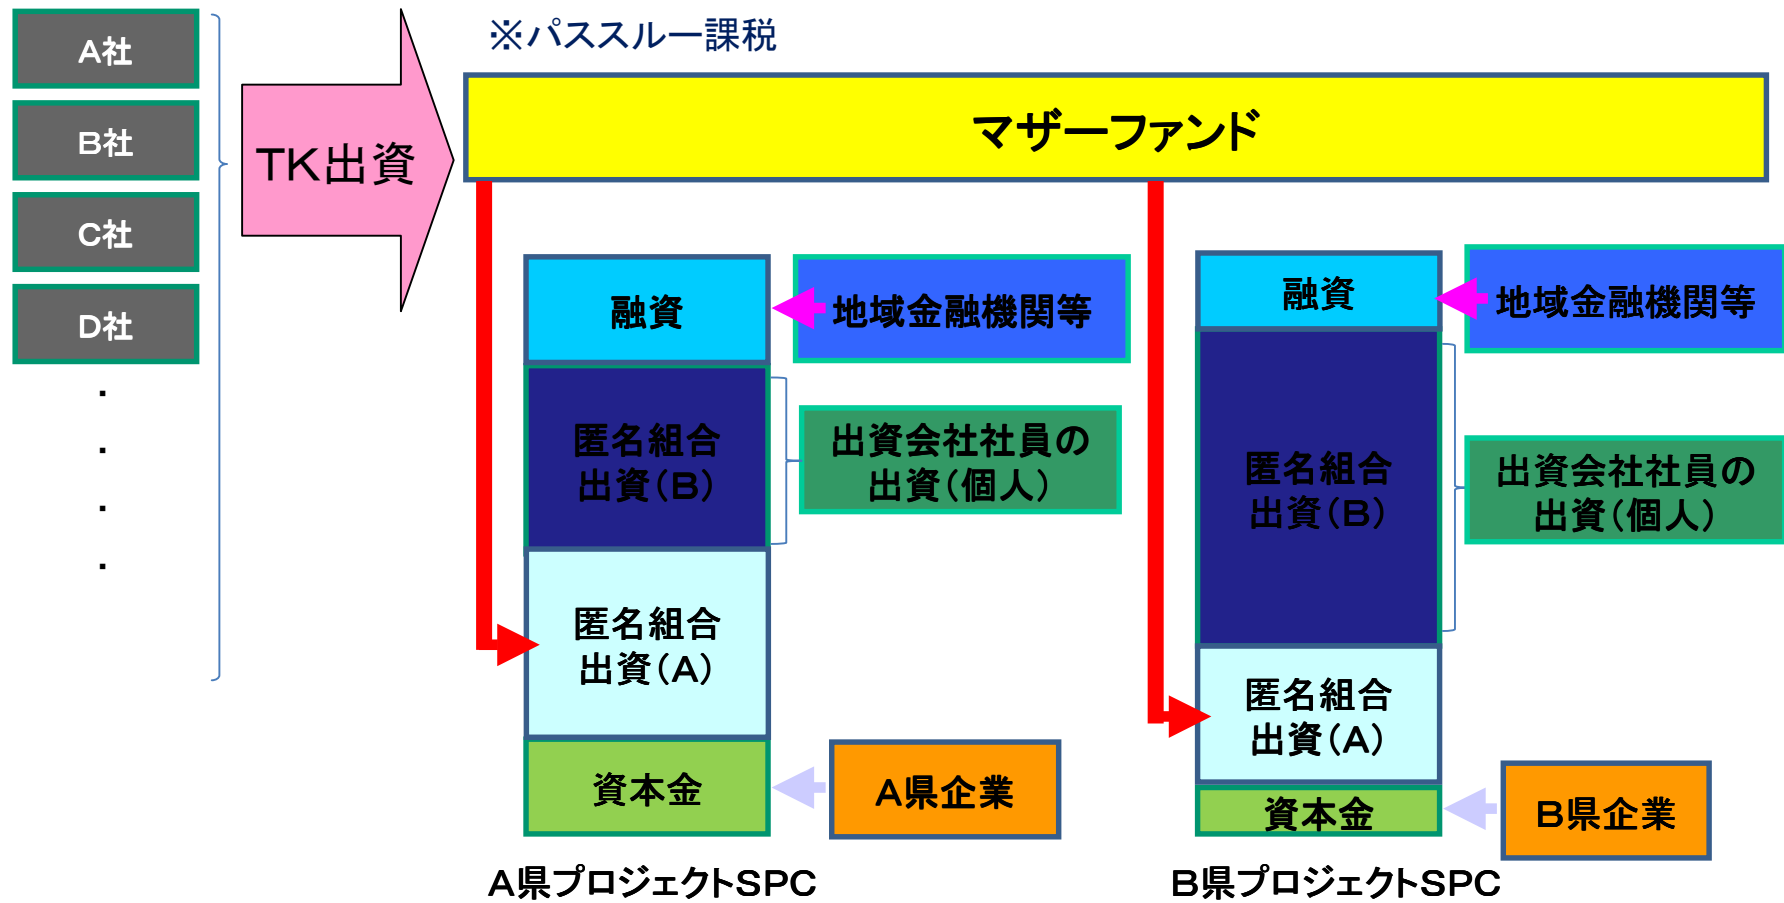 ※パススルー課税
A社
B社
C社
D社
・
・
・
・
TK出資
マザーファンド
融資
地域金融機関等
匿名組合
出資(B)
出資会社社員の
出資(個人)
匿名組合
出資(A)
資本金
A県企業
A県プロジェクトSPC
融資
地域金融機関等
匿名組合
出資(B)
出資会社社員の
出資(個人)
匿名組合
出資(A)
資本金
B県企業
B県プロジェクトSPC